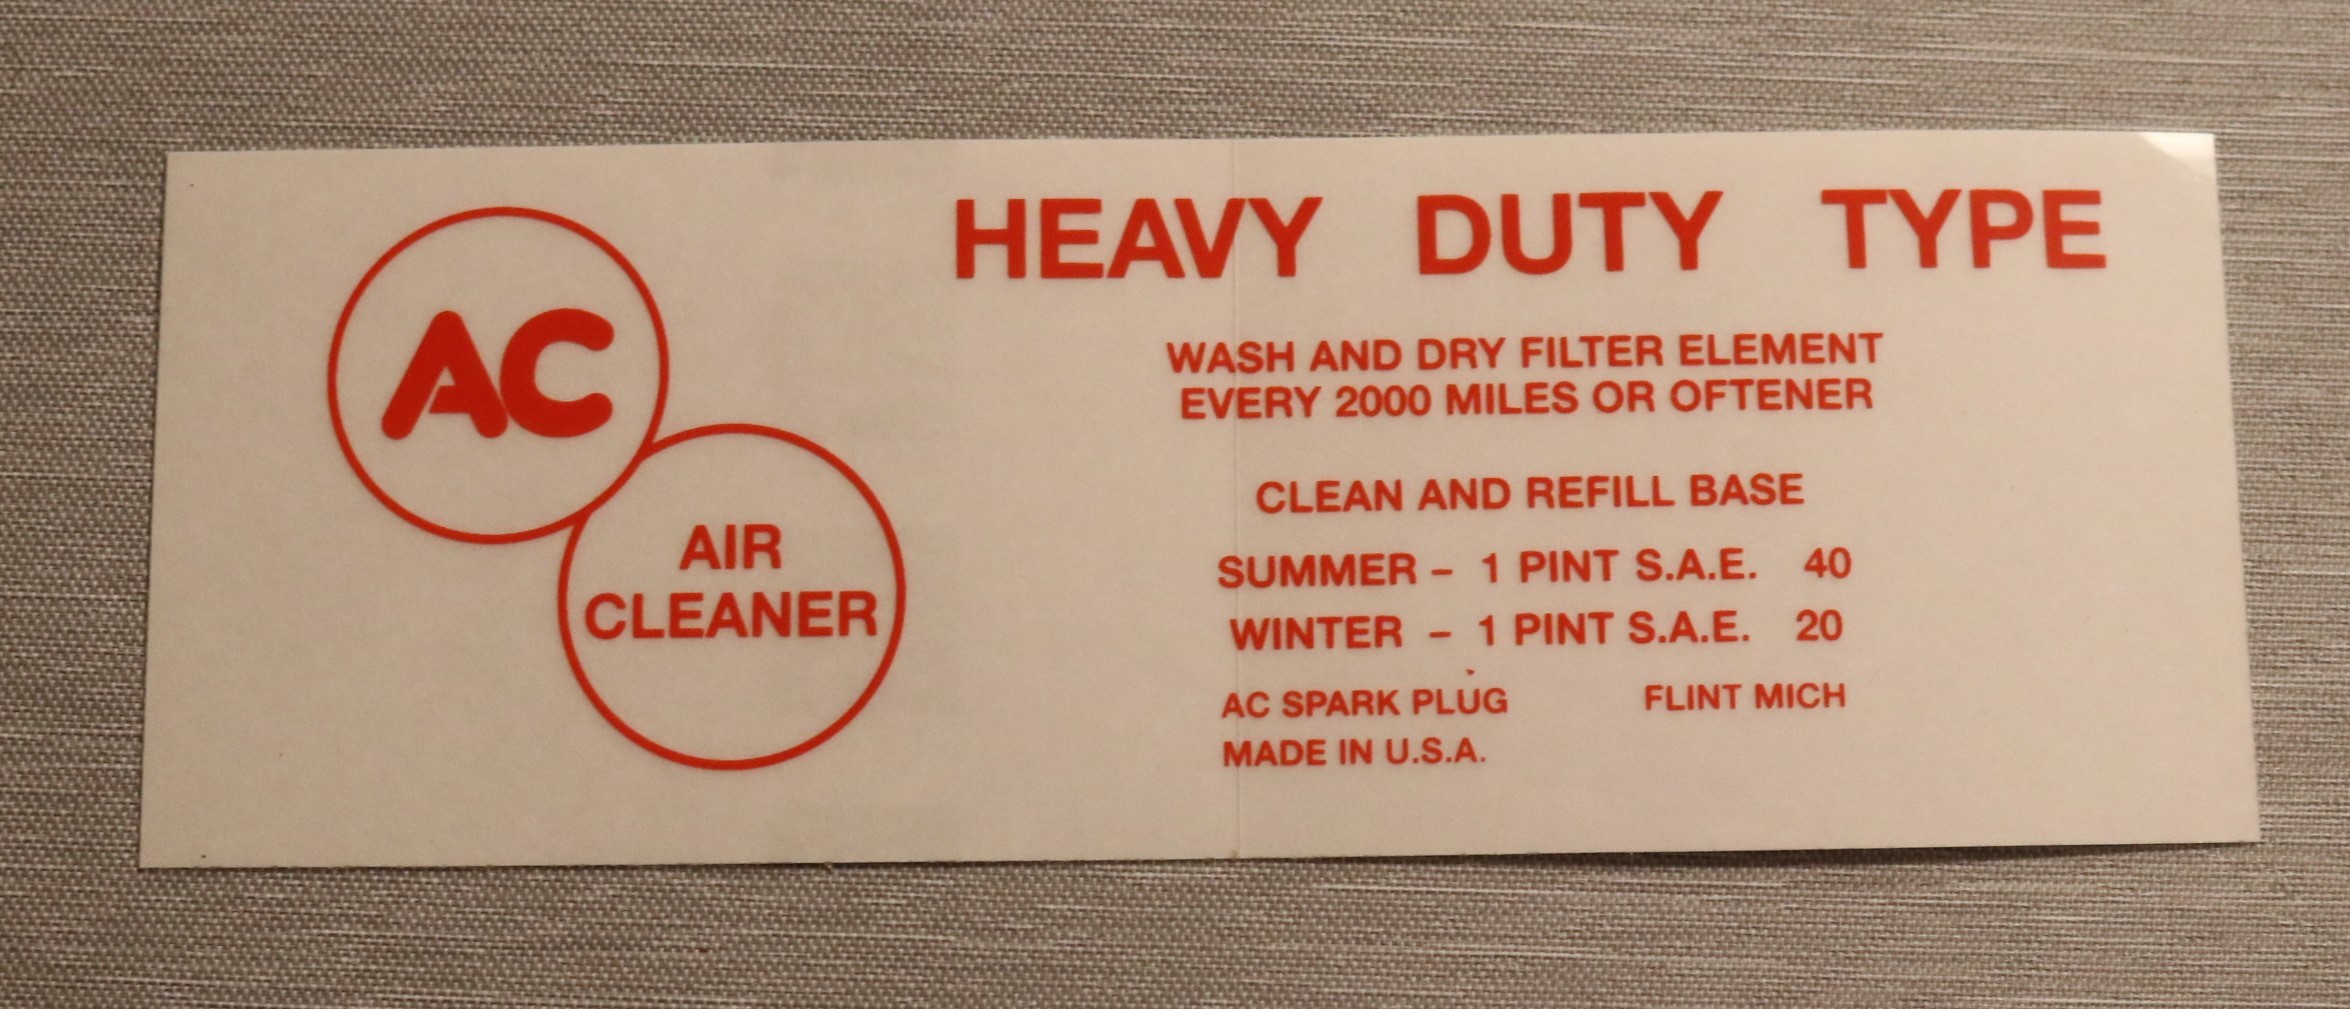 AC
AIR
CLEANER
HEAVY DUTY TYPE
WASH AND DRY FILTER ELEMENT
EVERY 2000 MILES OR OFTENER
CLEAN AND REFILL BASE
SUMMER – 1 PINT S.A.E. 40
WINTER – 1 PINT S.A.E. 20
AC SPARK PLUG FLINT MICH
MADE IN U.S.A.